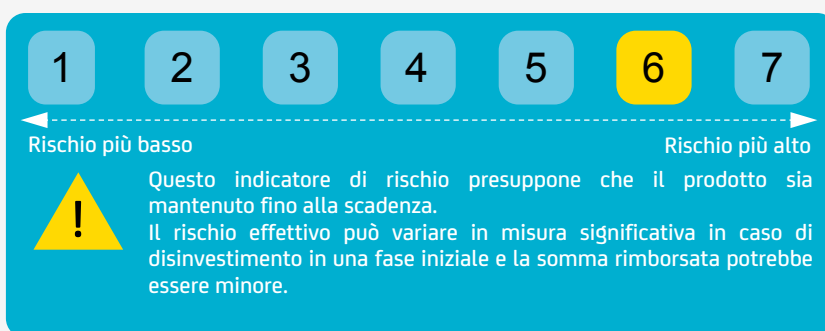 1 2 3 4 5 6 7
Rischio più basso Rischio più alto
!
Questo indicatore di rischio presuppone che il prodotto sia
mantenuto fino alla scadenza.
Il rischio effettivo può variare in misura significativa in caso di
disinvestimento in una fase iniziale e la somma rimborsata potrebbe
essere minore.